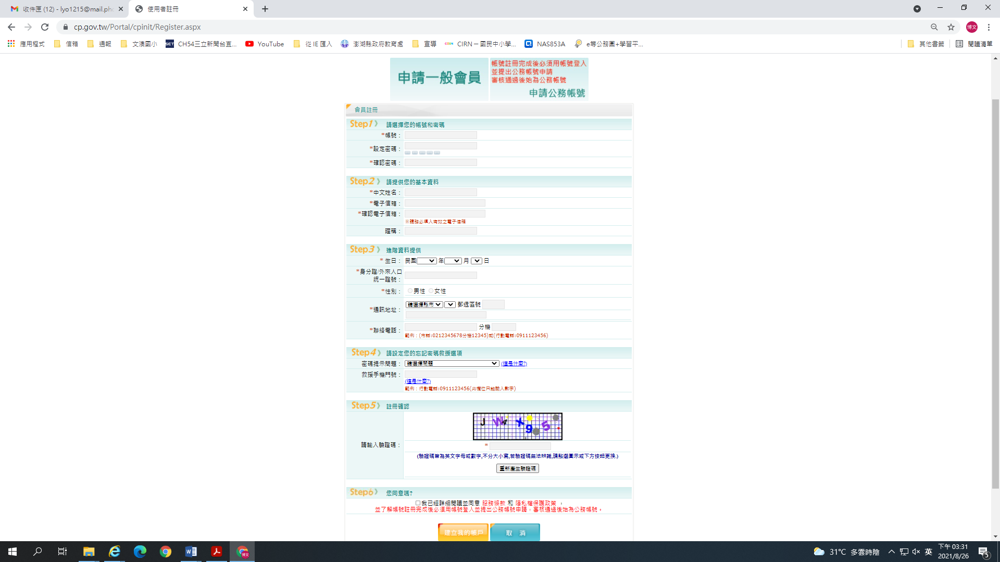 收件匣 (12) - lyo1215@mail.ph
使用者註冊
cp.gov.tw/Portal/cpinit/Register.aspx
博文
應用程式 信箱 通報 文澳國小 SET CH54三立新聞台直... YouTube 從 IE 匯入 澎湖縣政府教育處 宣導 CIRN CIRN－國民中小學... NAS853A e等公務園+學習平... 其他書籤 閱讀清單
申請一般會員
帳號註冊完成後必須用帳號登入
並提出公務帳號申請
審核通過後始為公務帳號
申請公務帳號
會員註冊
Step1 請選擇您的帳號和密碼
*帳號：
*設定密碼：
*確認密碼：
Step2 請提供您的基本資料
*中文姓名：
*電子信箱：
*確認電子信箱：
※請務必填入有效之電子信箱
暱稱：
Step3 進階資料提供
* 生日： 民國 年 月 日
*身分證/外來人口
統一證號：
*性別： 男性 女性
*通訊地址： 請選擇縣市 郵遞區號
*聯絡電話： 分機
範例：(市話:0212345678分機12345)或(行動電話:0911123456)
Step4 請設定您的忘記密碼救援選項
密碼提示問題： 請選擇問題 (這是什麼?)
救援手機門號：
(這是什麼?)
範例：行動電話:0911123456(此欄位只能輸入數字)
Step5 註冊確認
J W 4 X 9 5
請輸入驗證碼：
*
(驗證碼皆為英文字母或數字,不分大小寫,若驗證碼無法辨識,請點選圖示或下方按鈕更換.)
重新產生驗證碼
Step6 您同意嗎?
我已經詳細閱讀並同意 服務條款 和 隱私權保護政策 ，
並了解帳號註冊完成後必須用帳號登入並提出公務帳號申請，審核通過後始為公務帳號。
建立我的帳戶 取 消
博文
31°C 多雲時陰 英
下午 03:31
2021/8/26
5